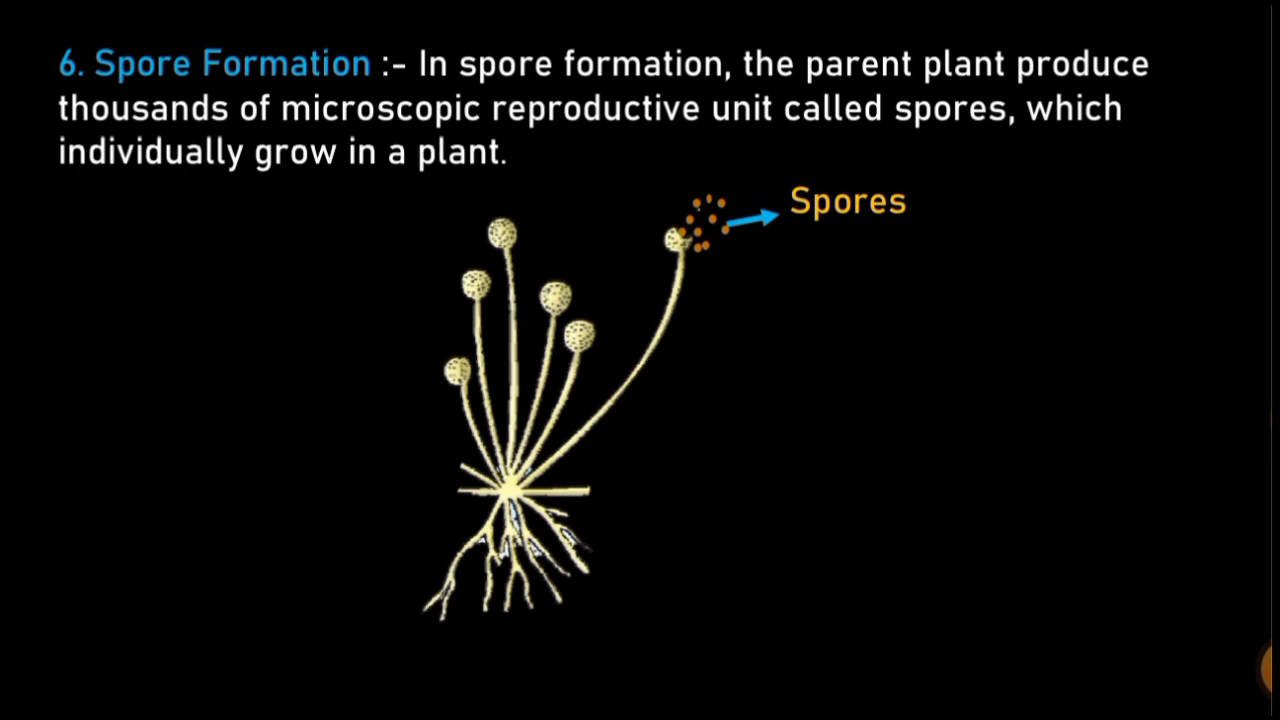 6. Spore Formation :- In spore formation, the parent plant produce
thousands of microscopic reproductive unit called spores, which
individually grow in a plant.
Spores